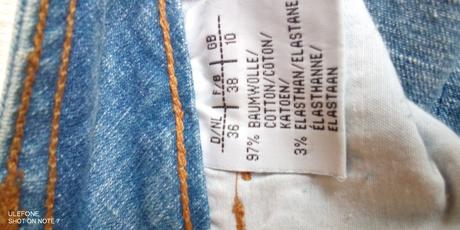 D/NL | F/B | GB
36 | 38 | 10
97% BAUMWOLLE/
COTTON/COTON/
KATOEN/
3% ELASTHAN/ELASTANE
ÉLASTHANNE/
ELASTAAN
ULEFONE
SHOT ON NOTE 7